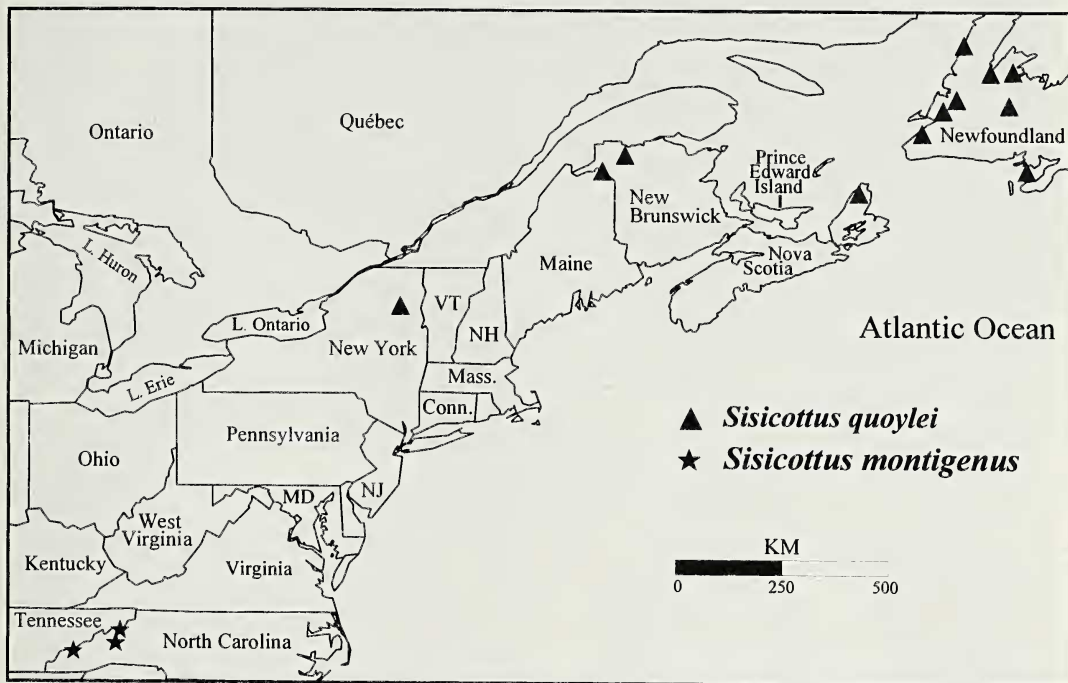 Ontario
Québec
Newfoundland
Prince
Edward
Island
New
Brunswick
Nova
Scotia
Maine
L. Huron
VT
NH
L. Ontario
Michigan
New York
L. Erie
Mass.
Conn.
Atlantic Ocean
Pennsylvania
Ohio
NJ
MD
West
Virginia
Kentucky
Virginia
Tennessee
North Carolina
Sisicottus quoylei
Sisicottus montigenus
KM
0 250 500